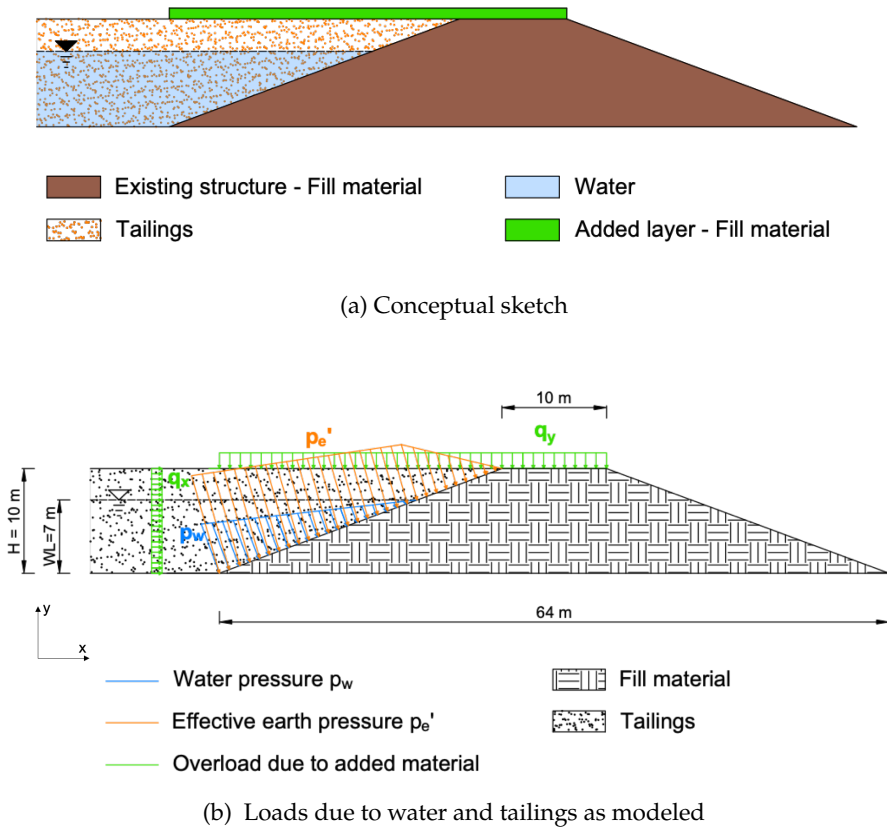 Existing structure - Fill material
Water
Tailings
Added layer - Fill material
(a) Conceptual sketch
10 m
pe'
qy
qx
H = 10 m
WL=7 m
pw
64 m
y
x
Water pressure pw
Fill material
Effective earth pressure pe'
Tailings
Overload due to added material
(b) Loads due to water and tailings as modeled